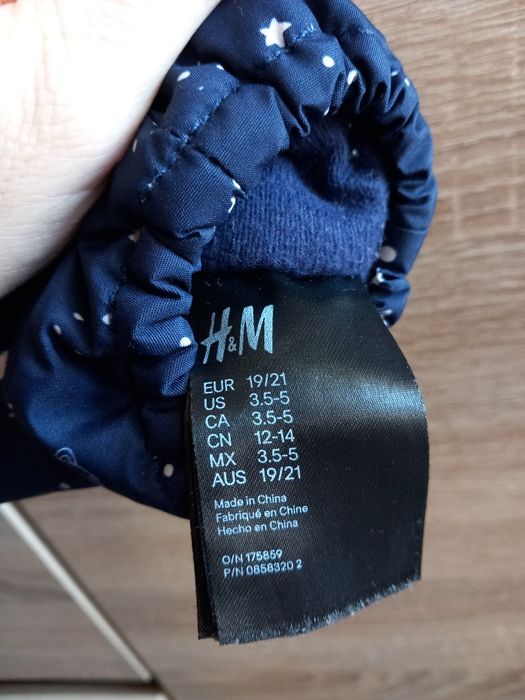 H&M
EUR 19/21
US 3.5-5
CA 3.5-5
CN 12-14
MX 3.5-5
AUS 19/21
Made in China
Fabriqué en Chine
Hecho en China
O/N 175859
P/N 0858320 2